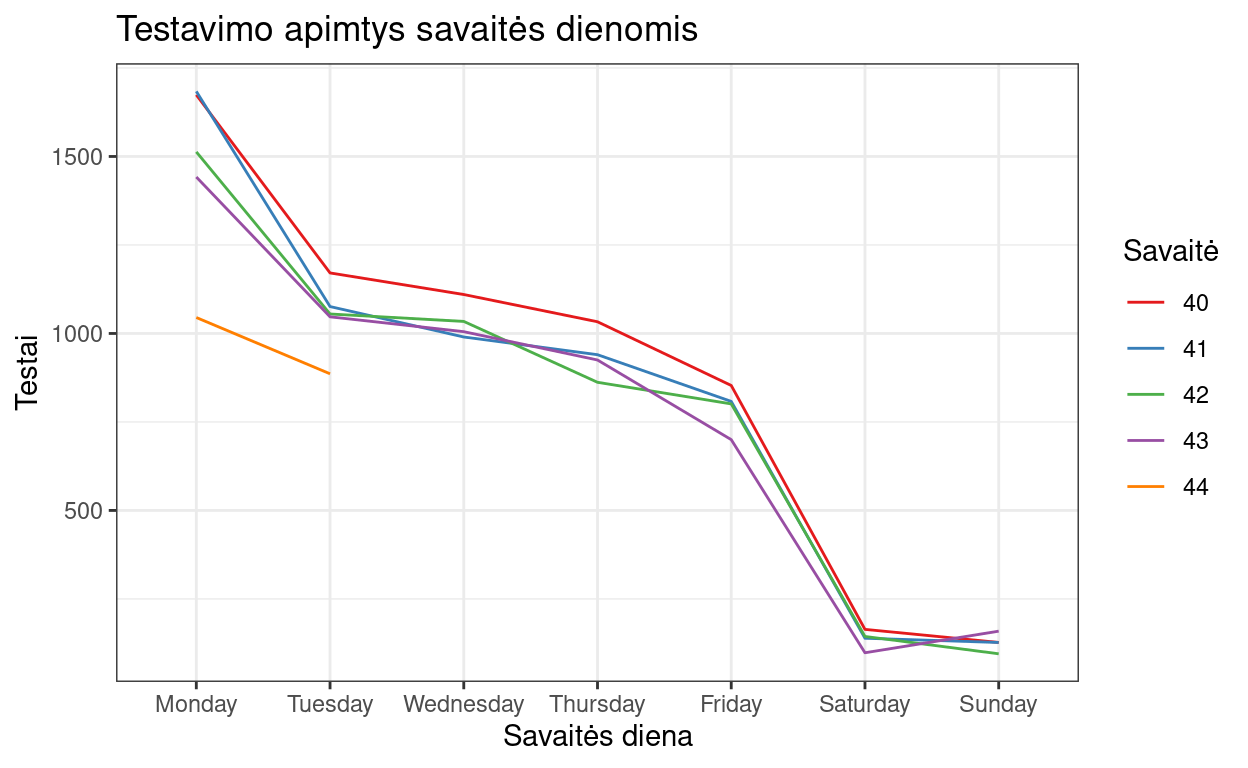 Testavimo apimtys savaitės dienomis
Testai
1500
1000
500
Monday Tuesday Wednesday Thursday Friday Saturday Sunday
Savaitės diena
Savaitė
40
41
42
43
44